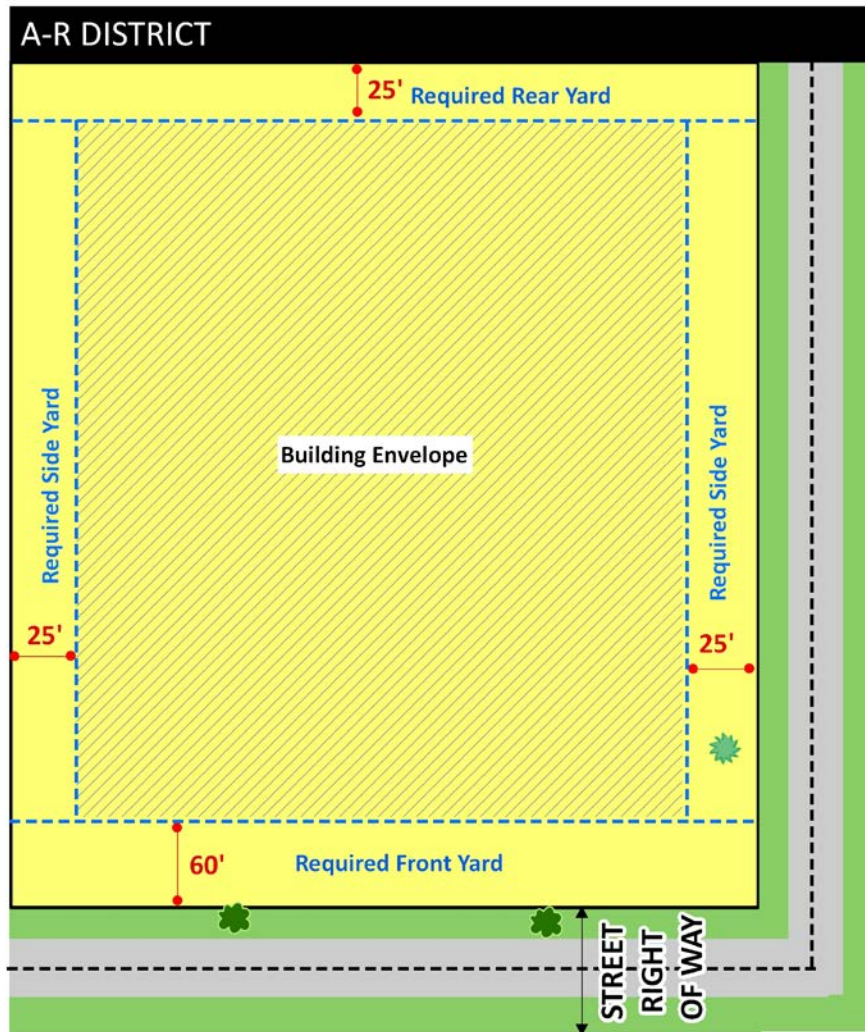 A-R DISTRICT
25'
Required Rear Yard
Required Side Yard
Building Envelope
Required Side Yard
25'
25'
60'
Required Front Yard
STREET
RIGHT
OF WAY